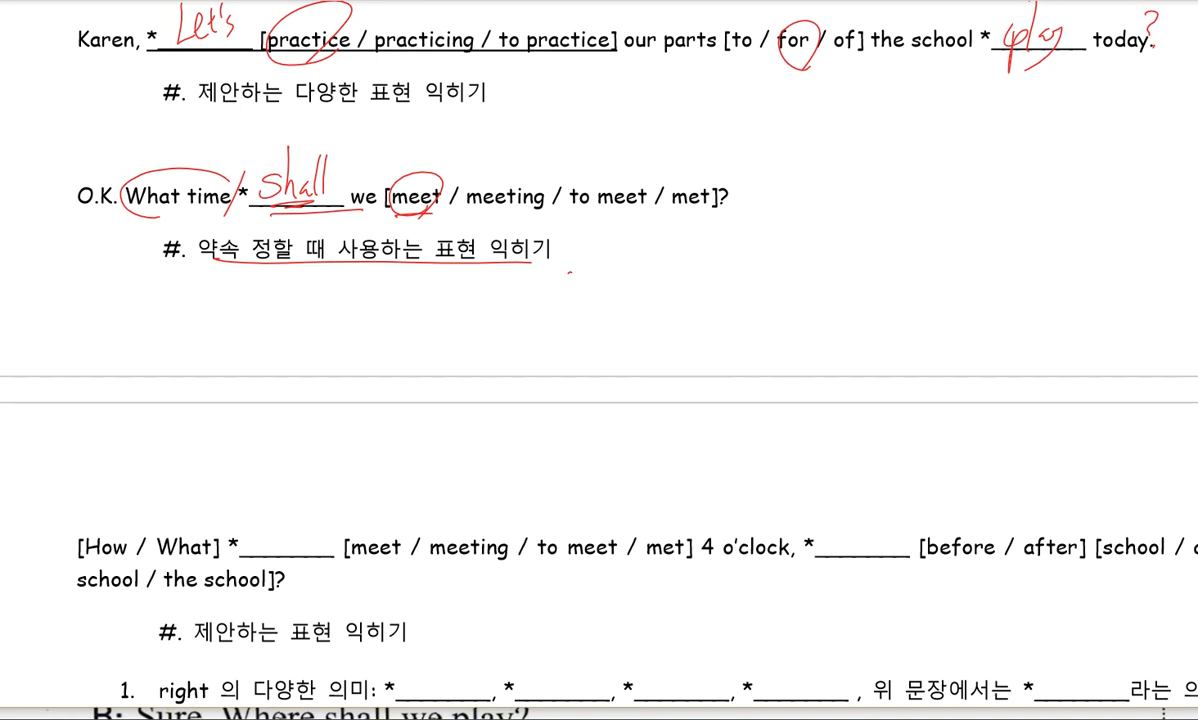 Karen, * Let's [practice / practicing / to practice] our parts [to / for / of] the school * play today?
#. 제안하는 다양한 표현 익히기
O.K. What time / * shall we [meet / meeting / to meet / met]?
#. 약속 정할 때 사용하는 표현 익히기
[How / What] *________ [meet / meeting / to meet / met] 4 o'clock, *________ [before / after] [school /
school / the school]?
#. 제안하는 표현 익히기
1. right 의 다양한 의미: *________, *________, *________, *________ , 위 문장에서는 *________라는
B: Sure. Where shall we play?